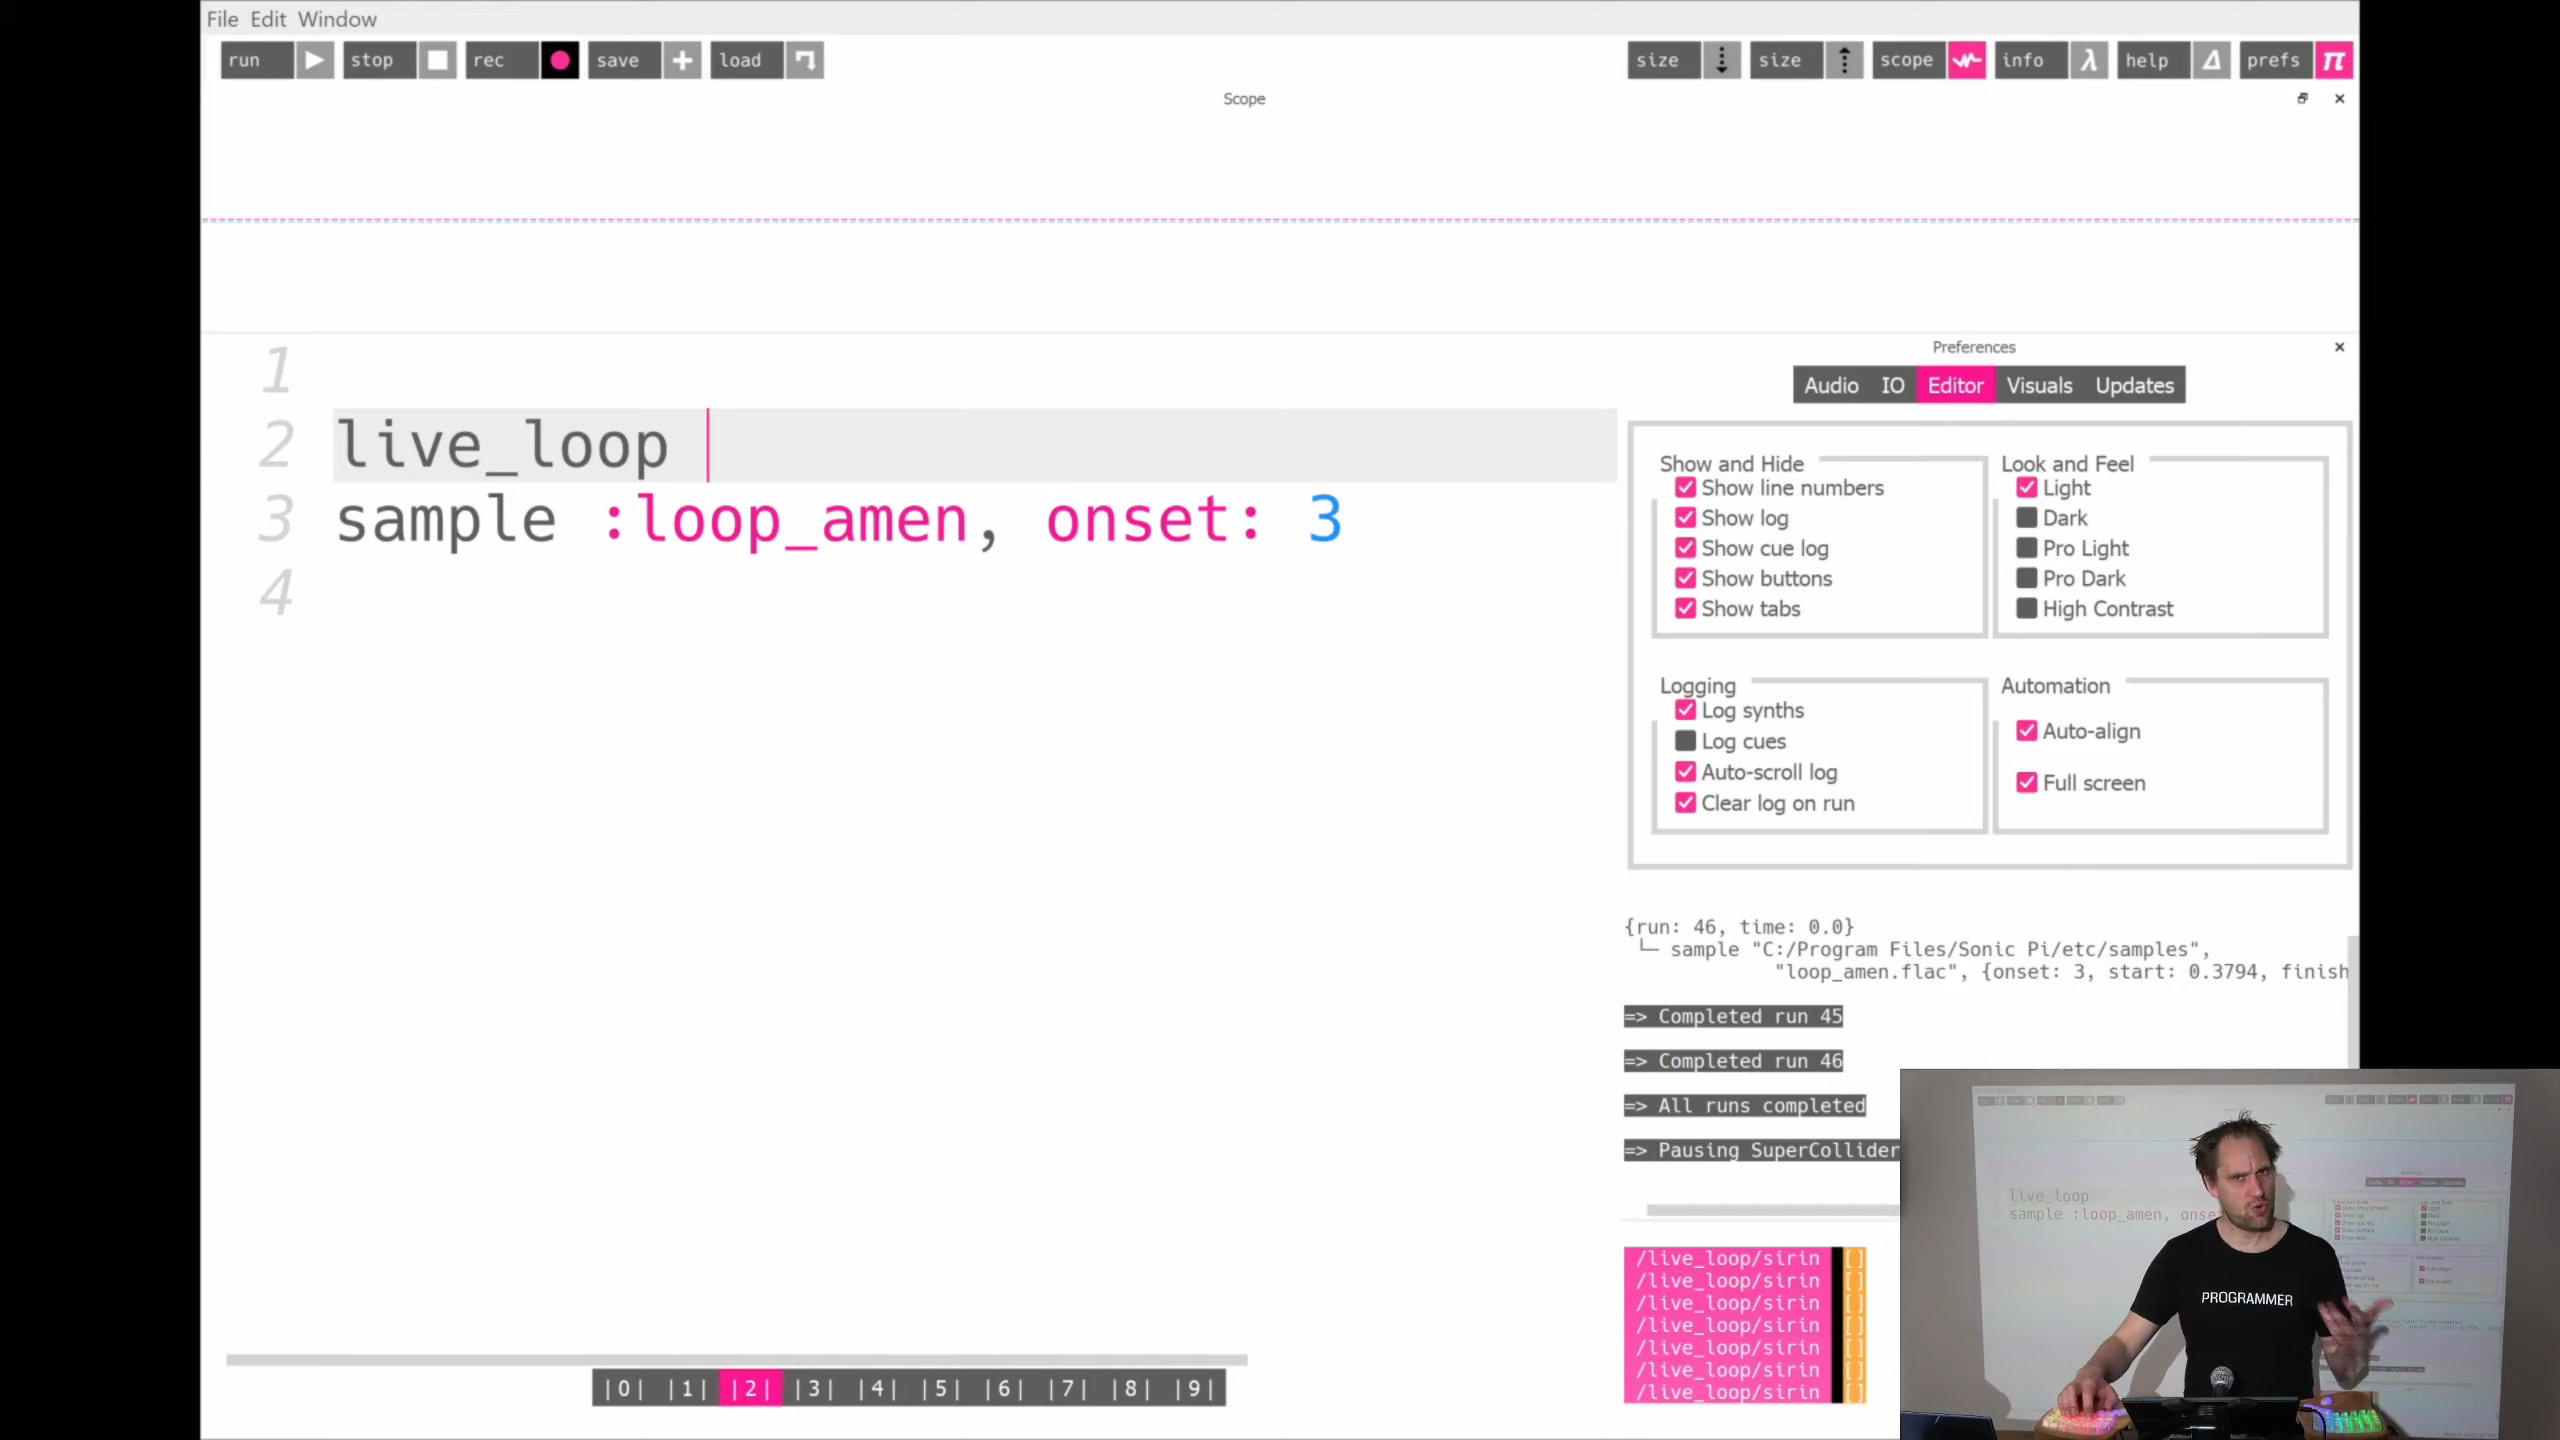 File Edit Window
run stop rec save load
size size scope info help prefs
Scope
1
2 live_loop
3 sample :loop_amen, onset: 3
4
Preferences
Audio IO Editor Visuals Updates
Show and Hide
Show line numbers
Show log
Show cue log
Show buttons
Show tabs
Look and Feel
Light
Dark
Pro Light
Pro Dark
High Contrast
Logging
Log synths
Log cues
Auto-scroll log
Clear log on run
Automation
Auto-align
Full screen
{run: 46, time: 0.0}
└─ sample "C:/Program Files/Sonic Pi/etc/samples",
"loop_amen.flac", {onset: 3, start: 0.3794, finish
=> Completed run 45
=> Completed run 46
=> All runs completed
=> Pausing SuperCollider
/live_loop/sirin []
/live_loop/sirin []
/live_loop/sirin []
/live_loop/sirin []
/live_loop/sirin []
/live_loop/sirin []
/live_loop/sirin []
|0| |1| |2| |3| |4| |5| |6| |7| |8| |9|
live_loop
sample :loop_amen, onse
PROGRAMMER